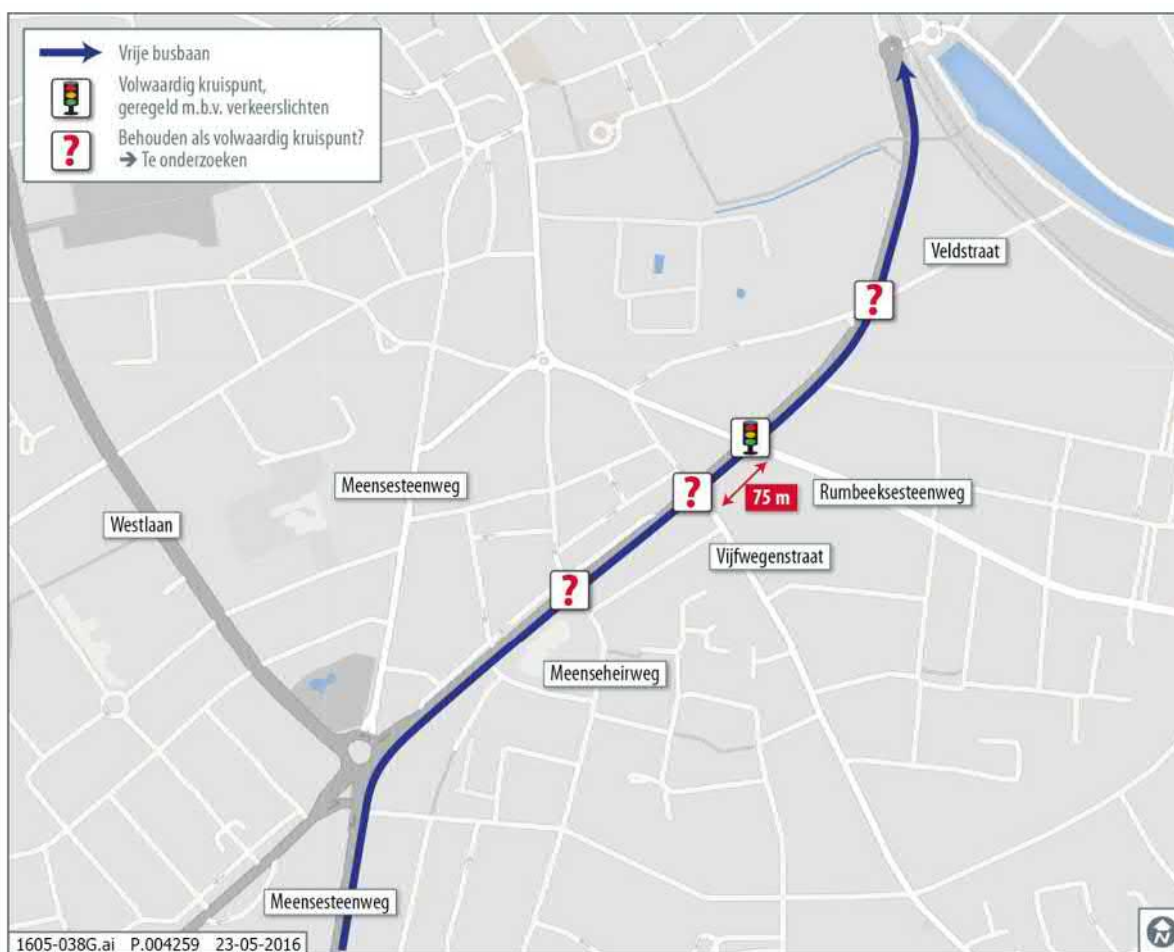 Vrije busbaan
Volwaardig kruispunt,
geregeld m.b.v. verkeerslichten
Behouden als volwaardig kruispunt?
→ Te onderzoeken
?
Veldstraat
?
Meensesteenweg
?
75 m
Rumbeeksesteenweg
Westlaan
Vijfwegenstraat
?
Meenseheirweg
Meensesteenweg
1605-038G.ai P.004259 23-05-2016
N